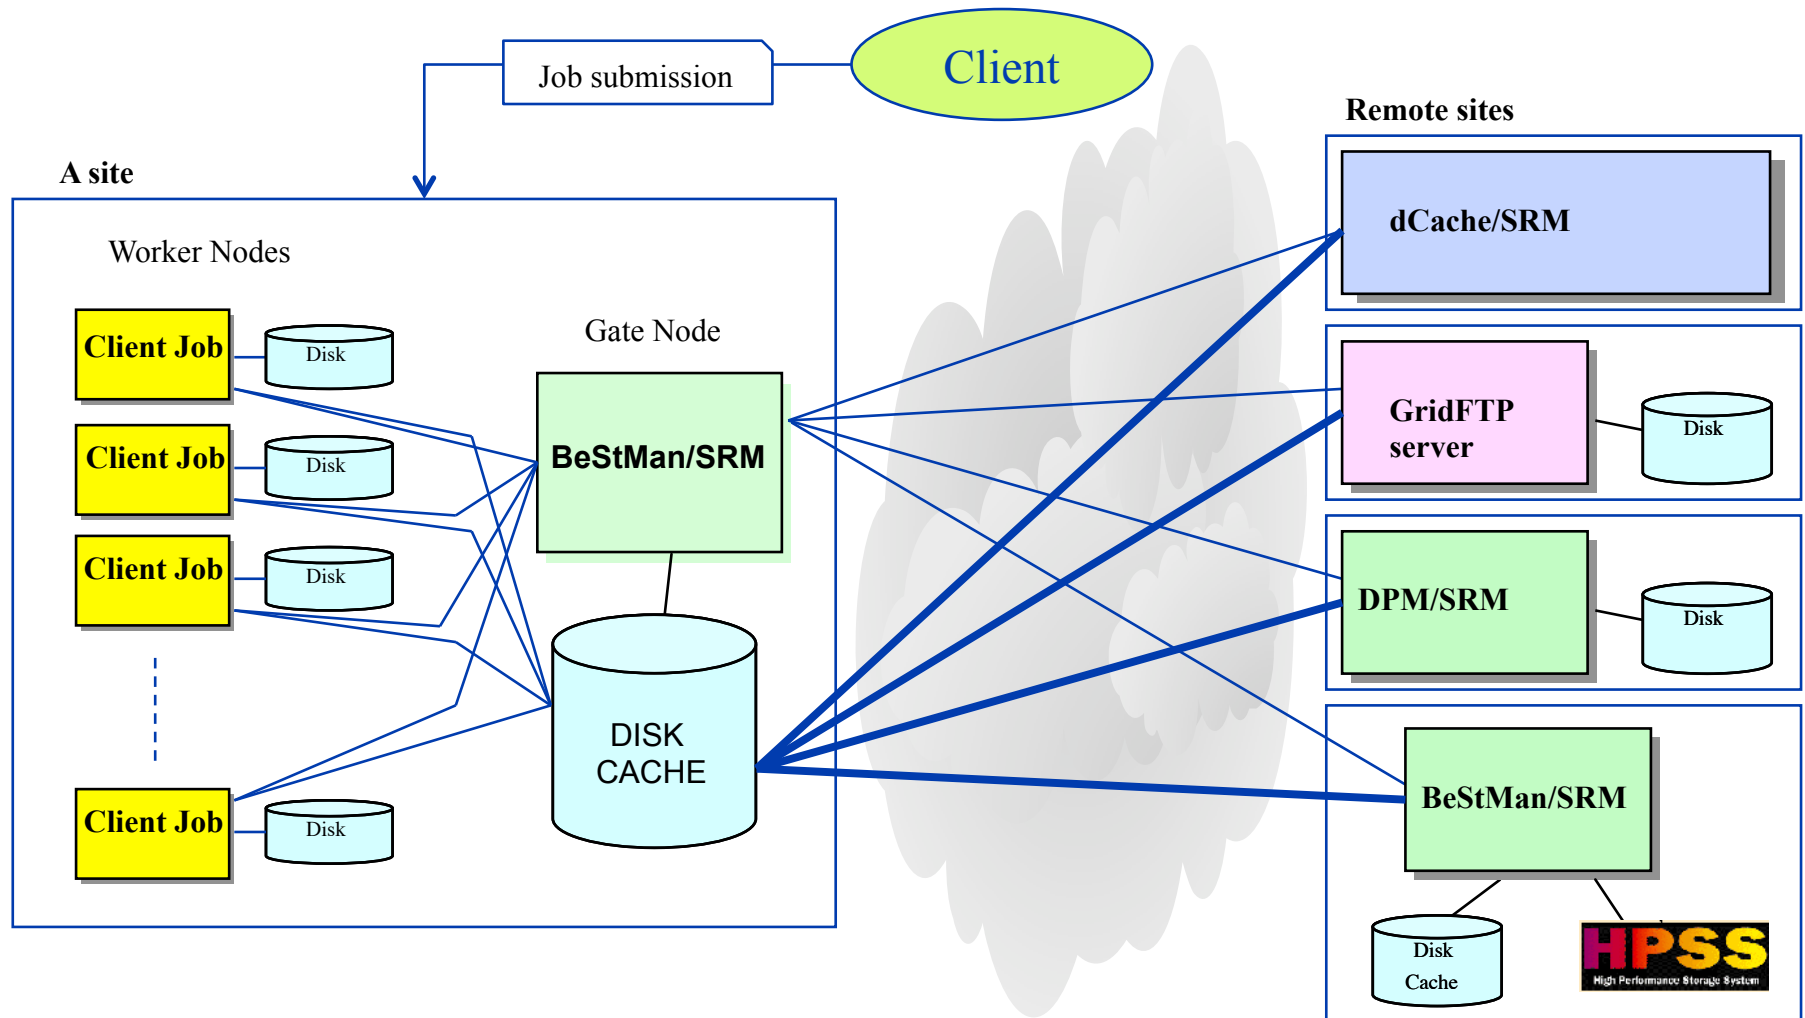 Client
Job submission
Remote sites
A site
dCache/SRM
Worker Nodes
Gate Node
Client Job
Disk
GridFTP
server
Disk
Client Job
Disk
BeStMan/SRM
Client Job
Disk
DPM/SRM
Disk
DISK
CACHE
BeStMan/SRM
Client Job
Disk
Disk
Cache
HPSS
High Performance Storage System